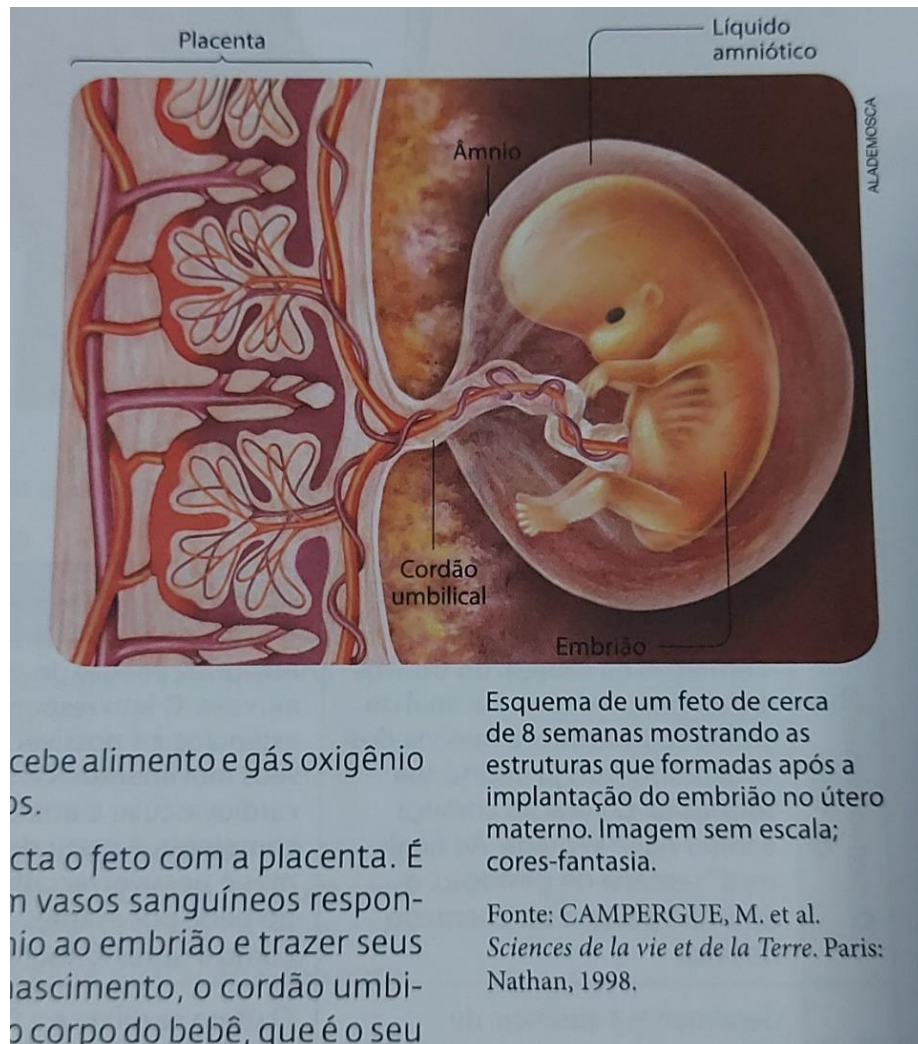 Placenta
Líquido
amniótico
Âmnio
ALADEMOSCA
Cordão
umbilical
Embrião
Esquema de um feto de cerca
de 8 semanas mostrando as
estruturas que formadas após a
implantação do embrião no útero
materno. Imagem sem escala;
cores-fantasia.
Fonte: CAMPERGUE, M. et al.
Sciences de la vie et de la Terre. Paris:
Nathan, 1998.
cebe alimento e gás oxigênio
os.
cta o feto com a placenta. É
m vasos sanguíneos respon-
nio ao embrião e trazer seus
nascimento, o cordão umbi-
o corpo do bebê, que é o seu